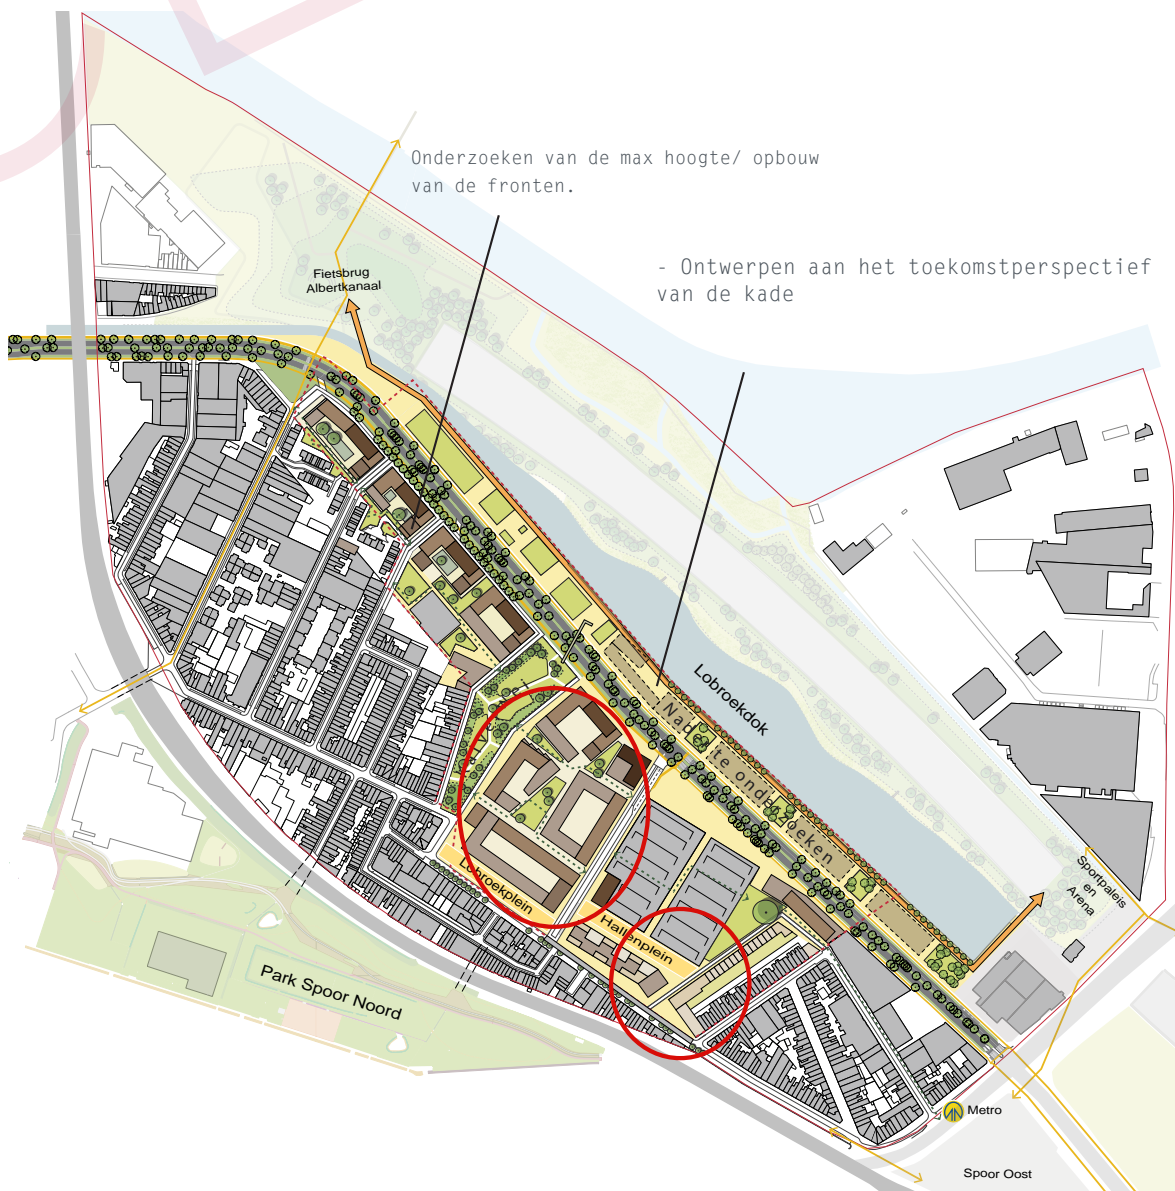 Onderzoeken van de max hoogte/ opbouw
van de fronten.
- Ontwerpen aan het toekomstperspectief
van de kade
Fietsbrug
Albertkanaal
Lobroekdok
Nader te onderzoeken
Lobroekplein
Hallenplein
Sportpaleis
en
Arena
Park Spoor Noord
Metro
Spoor Oost